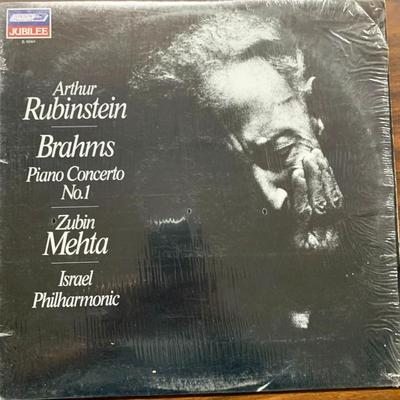 JUBILEE
Arthur
Rubinstein
Brahms
Piano Concerto
No.1
Zubin
Mehta
Israel
Philharmonic